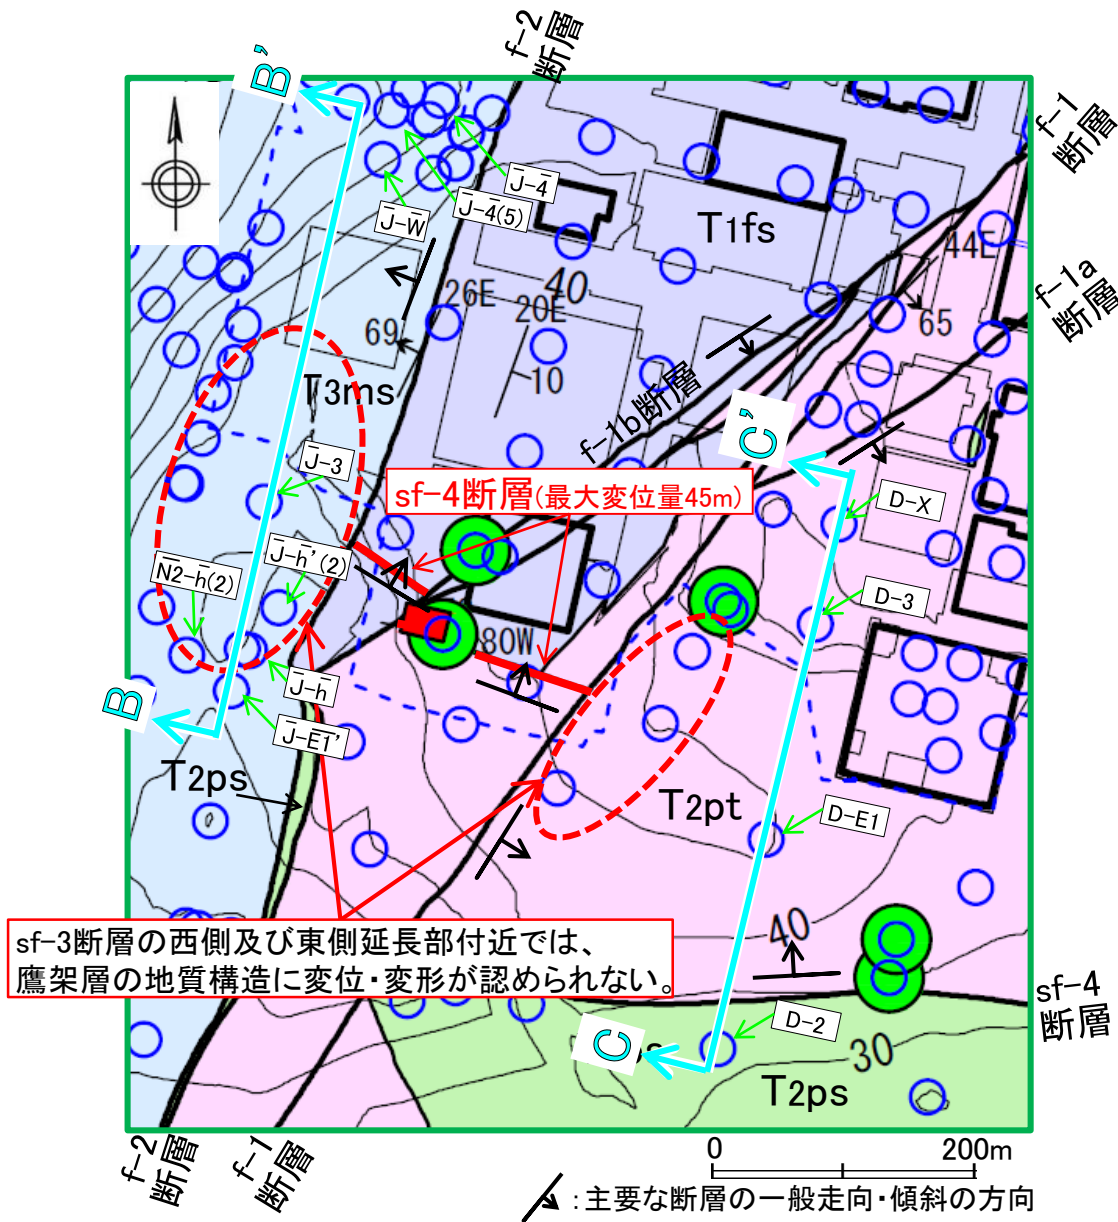 f-2
断層
B'
f-1
断層
J-4
J-4(5)
J-W
T1fs
44E
f-1a
断層
26E
40
20E
65
69
10
T3ms
f-1b断層
C'
J-3
sf-4断層(最大変位量45m)
D-X
J-h'(2)
N2-h(2)
D-3
80W
J-h
B
J-E1'
T2ps
T2pt
D-E1
sf-3断層の西側及び東側延長部付近では、
鷹架層の地質構造に変位・変形が認められない。
40
sf-4
断層
D-2
C
30
T2ps
f-2
断層
f-1
断層
0
200m
:主要な断層の一般走向・傾斜の方向